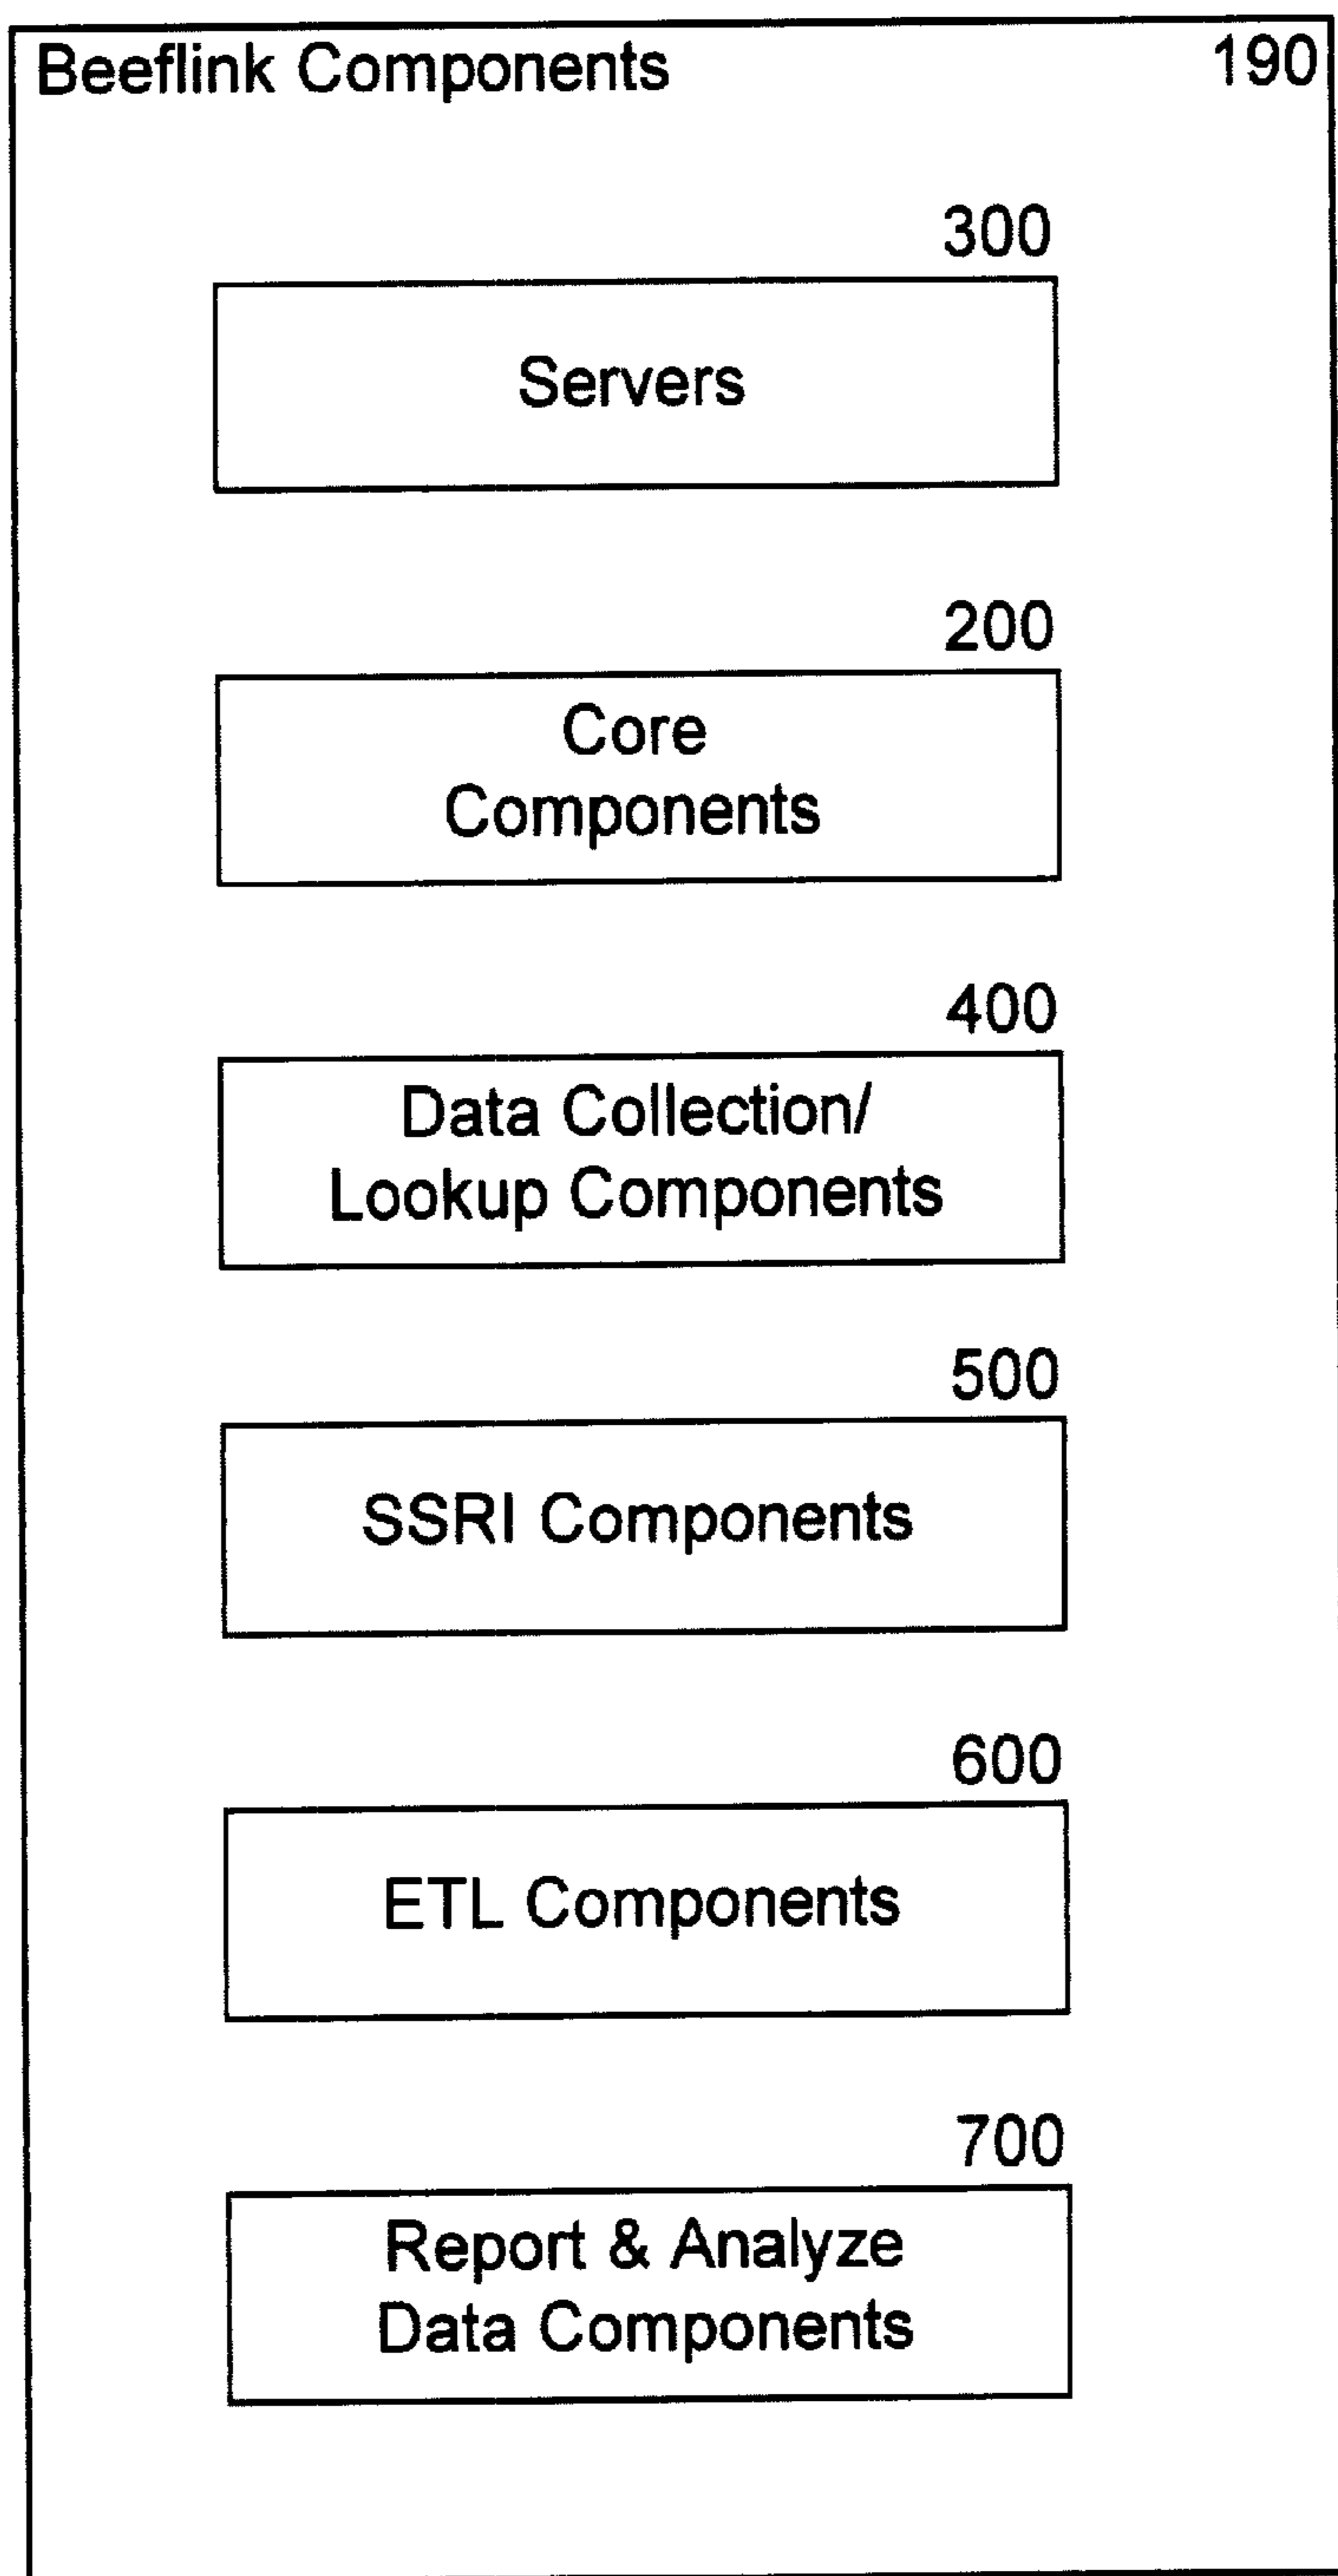 Beeflink Components 190
300
Servers
200
Core
Components
400
Data Collection/
Lookup Components
500
SSRI Components
600
ETL Components
700
Report & Analyze
Data Components